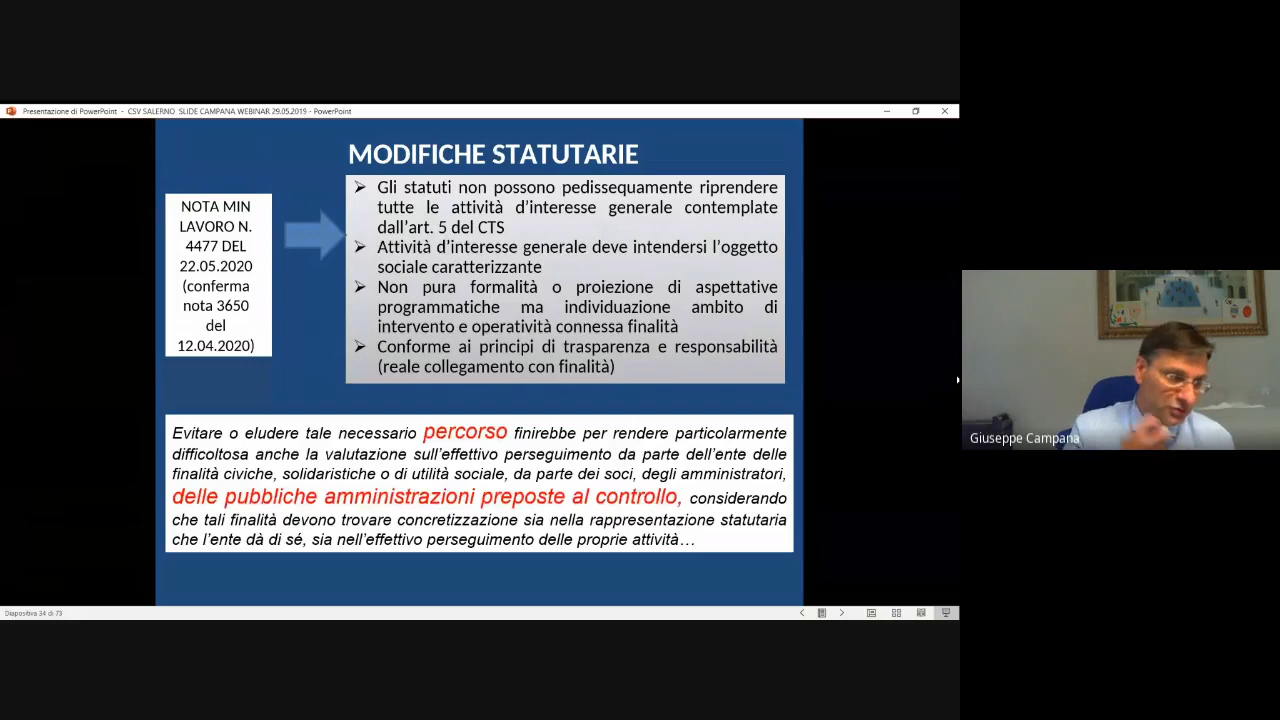 Presentazione di PowerPoint - CSV SALERNO SLIDE CAMPANA WEBINAR 29.05.2019 - PowerPoint
MODIFICHE STATUTARIE
NOTA MIN
LAVORO N.
4477 DEL
22.05.2020
(conferma
nota 3650
del
12.04.2020)
Gli statuti non possono pedissequamente riprendere
tutte le attività d’interesse generale contemplate
dall’art. 5 del CTS
Attività d’interesse generale deve intendersi l’oggetto
sociale caratterizzante
Non pura formalità o proiezione di aspettative
programmatiche ma individuazione ambito di
intervento e operatività connessa finalità
Conforme ai principi di trasparenza e responsabilità
(reale collegamento con finalità)
Evitare o eludere tale necessario percorso finirebbe per rendere particolarmente
difficoltosa anche la valutazione sull’effettivo perseguimento da parte dell’ente delle
finalità civiche, solidaristiche o di utilità sociale, da parte dei soci, degli amministratori,
delle pubbliche amministrazioni preposte al controllo, considerando
che tali finalità devono trovare concretizzazione sia nella rappresentazione statutaria
che l’ente dà di sé, sia nell’effettivo perseguimento delle proprie attività…
Diapositiva 34 di 73
Giuseppe Campana